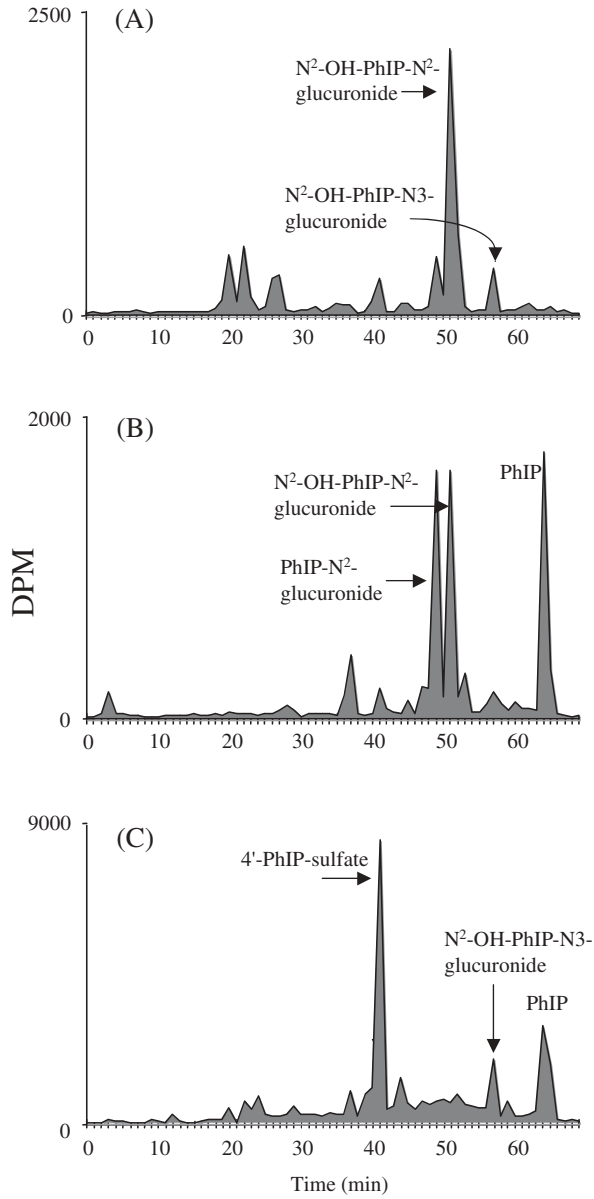 2500
(A)
N²-OH-PhIP-N²-
glucuronide
N²-OH-PhIP-N3-
glucuronide
0
0 10 20 30 40 50 60
2000
(B)
N²-OH-PhIP-N²-
glucuronide
PhIP
PhIP-N²-
glucuronide
DPM
0
0 10 20 30 40 50 60
9000
(C)
4'-PhIP-sulfate
N²-OH-PhIP-N3-
glucuronide
PhIP
0
0 10 20 30 40 50 60
Time (min)